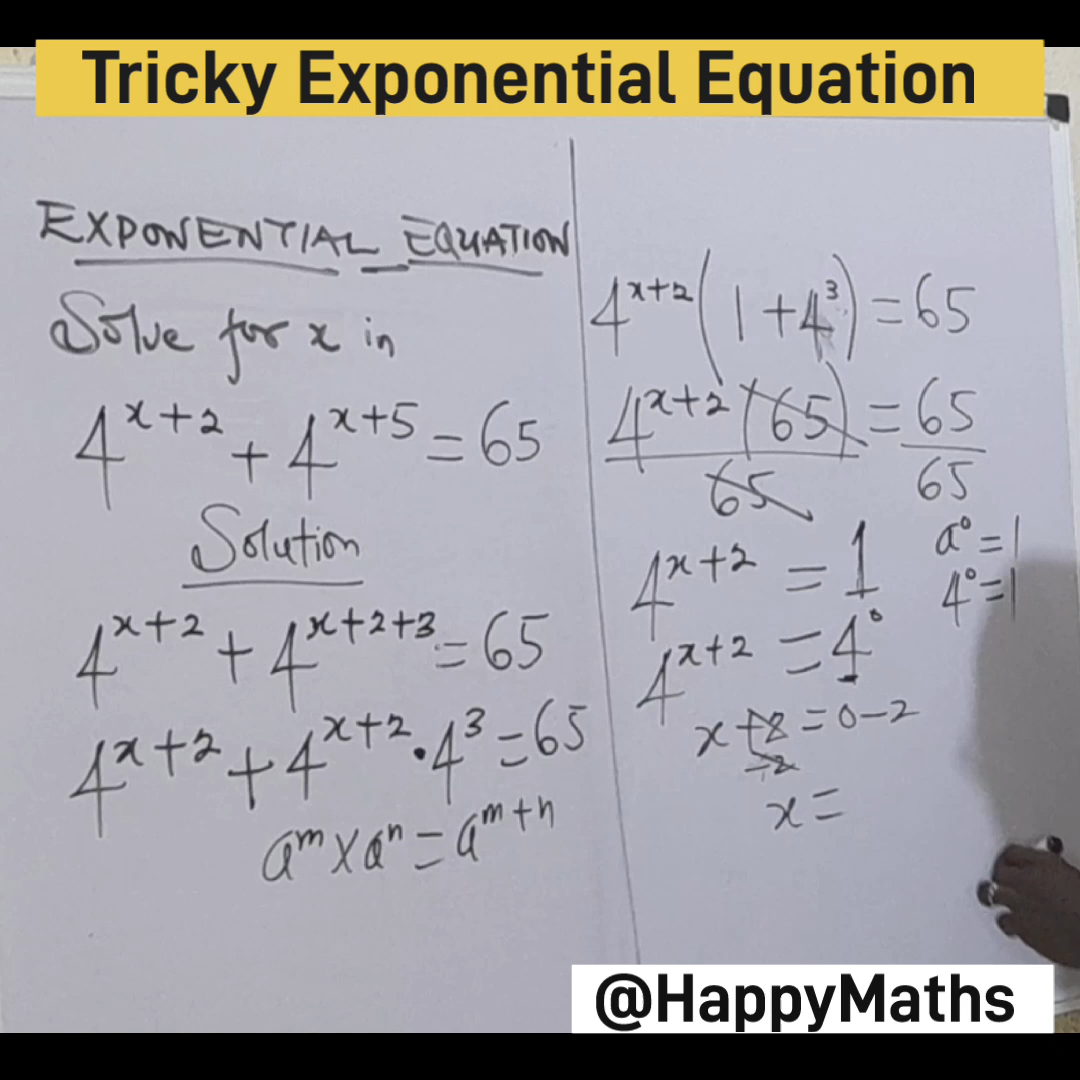 Tricky Exponential Equation
EXPONENTIAL EQUATION
Solve for x in
4^{x+2} + 4^{x+5} = 65
Solution
4^{x+2} + 4^{x+2+3} = 65
4^{x+2} + 4^{x+2} · 4^3 = 65
a^m × a^n = a^{m+n}
4^{x+2} (1 + 4^3) = 65
4^{x+2} (65) = 65
65 65
4^{x+2} = 1
a^0 = 1
4^0 = 1
4^{x+2} = 4^0
x + 2 = 0 - 2
-2
x =
@HappyMaths